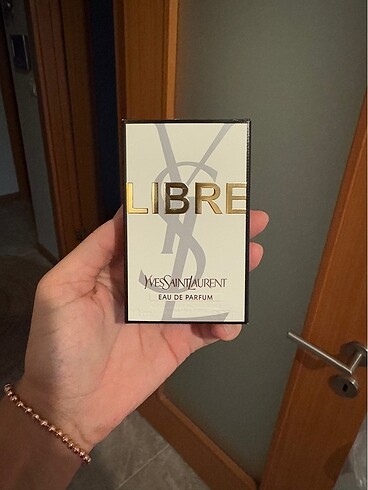 LIBRE
YVESSAINTLAURENT
EAU DE PARFUM